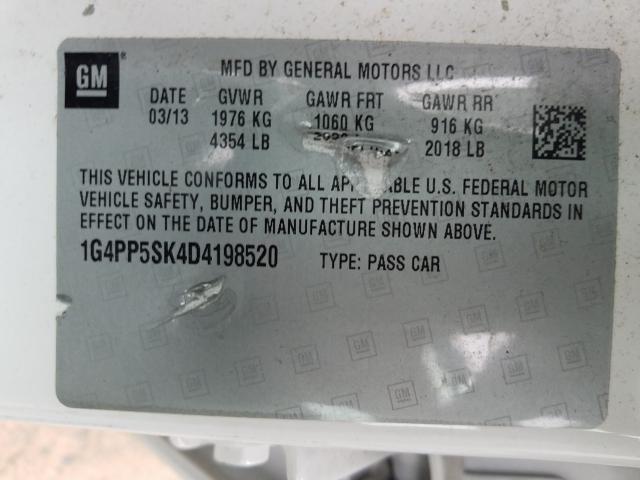 GM
MFD BY GENERAL MOTORS LLC
DATE GVWR GAWR FRT GAWR RR
03/13 1976 KG 1060 KG 916 KG
4354 LB 2018 LB
THIS VEHICLE CONFORMS TO ALL U.S. FEDERAL MOTOR
VEHICLE SAFETY, BUMPER, AND THEFT PREVENTION STANDARDS IN
EFFECT ON THE DATE OF MANUFACTURE SHOWN ABOVE.
1G4PP5SK4D4198520 TYPE: PASS CAR